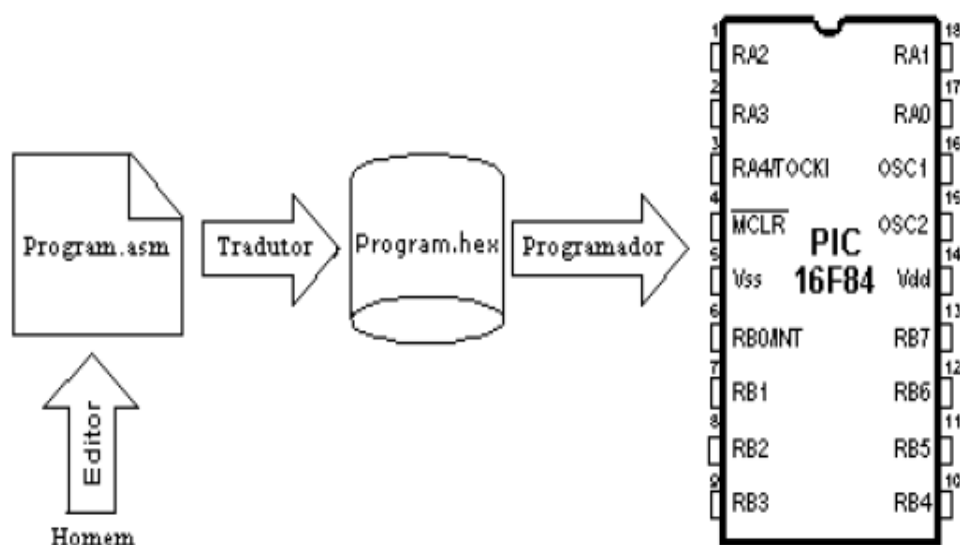 Program.asm
Tradutor
Program.hex
Programador
Editor
Homem
1 RA2 RA1 18
2 RA3 RA0 17
3 RA4/TOCKI OSC1 16
4 MCLR OSC2 15
PIC
5 Vss 16F84 Vdd 14
6 RB0/INT RB7 13
7 RB1 RB6 12
8 RB2 RB5 11
9 RB3 RB4 10